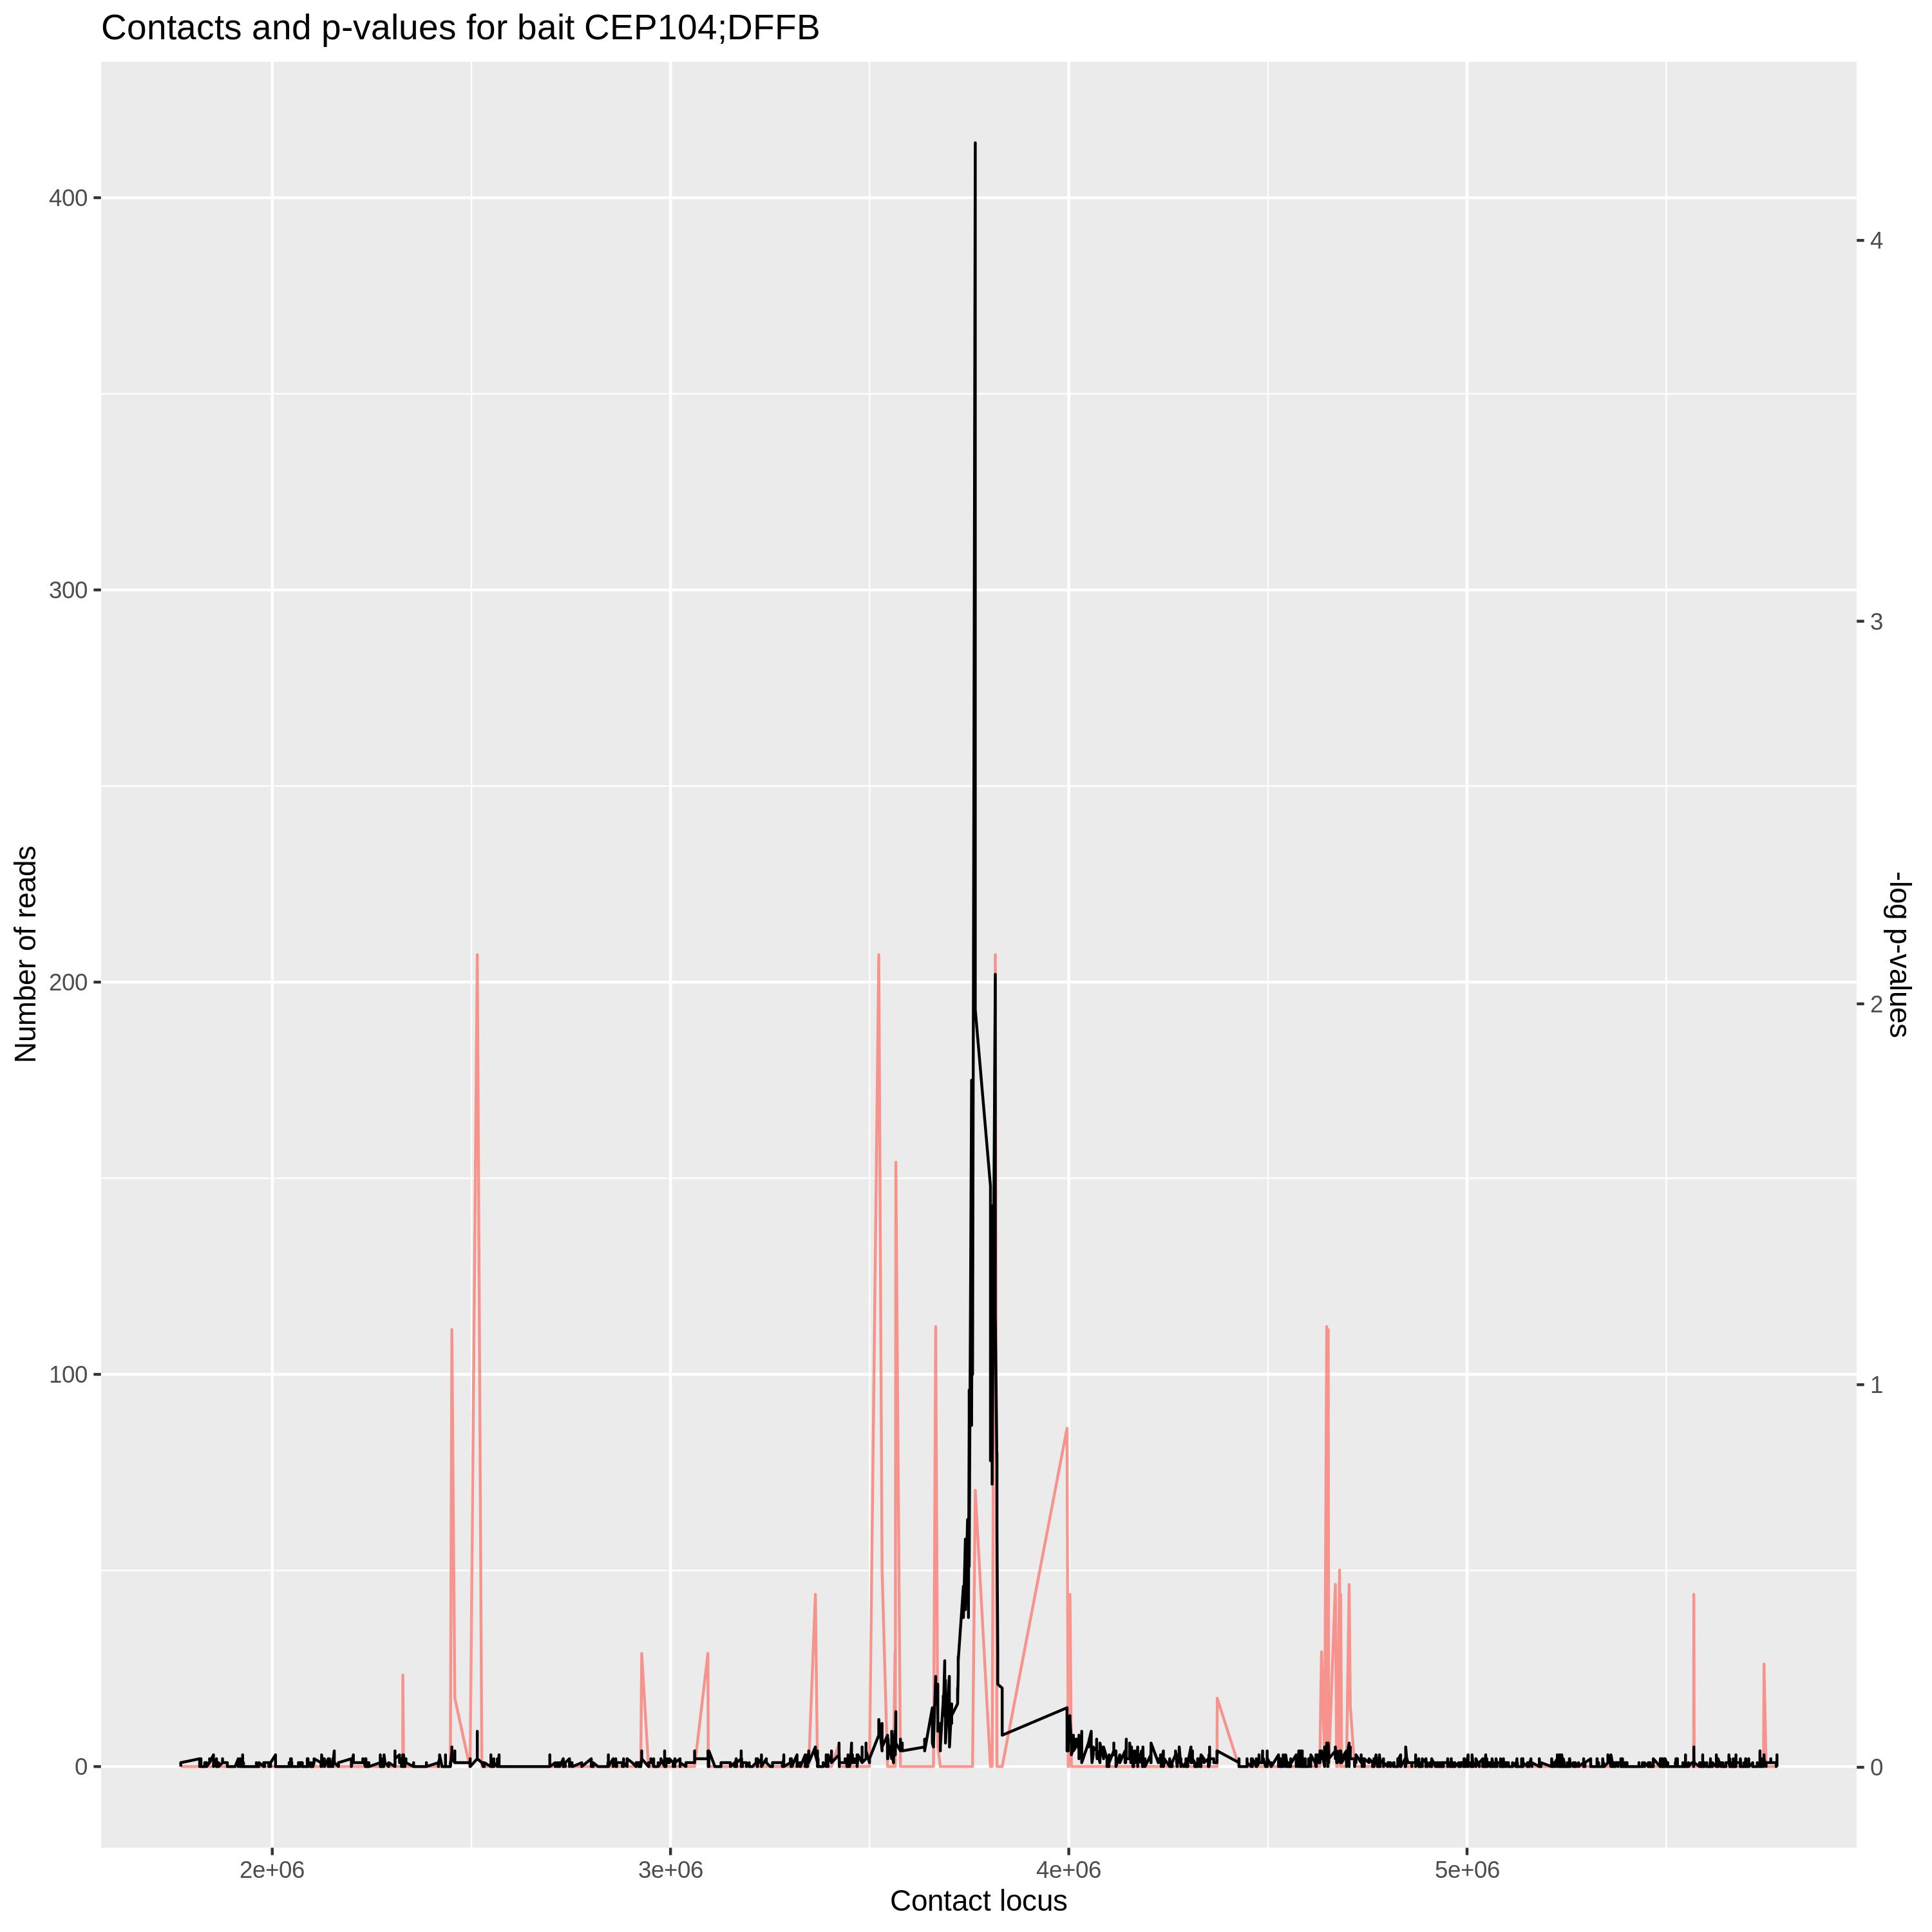 Contacts and p-values for bait CEP104;DFFB
Number of reads
400
300
200
100
0
4
3
2
1
0
-log p-values
2e+06 3e+06 4e+06 5e+06
Contact locus